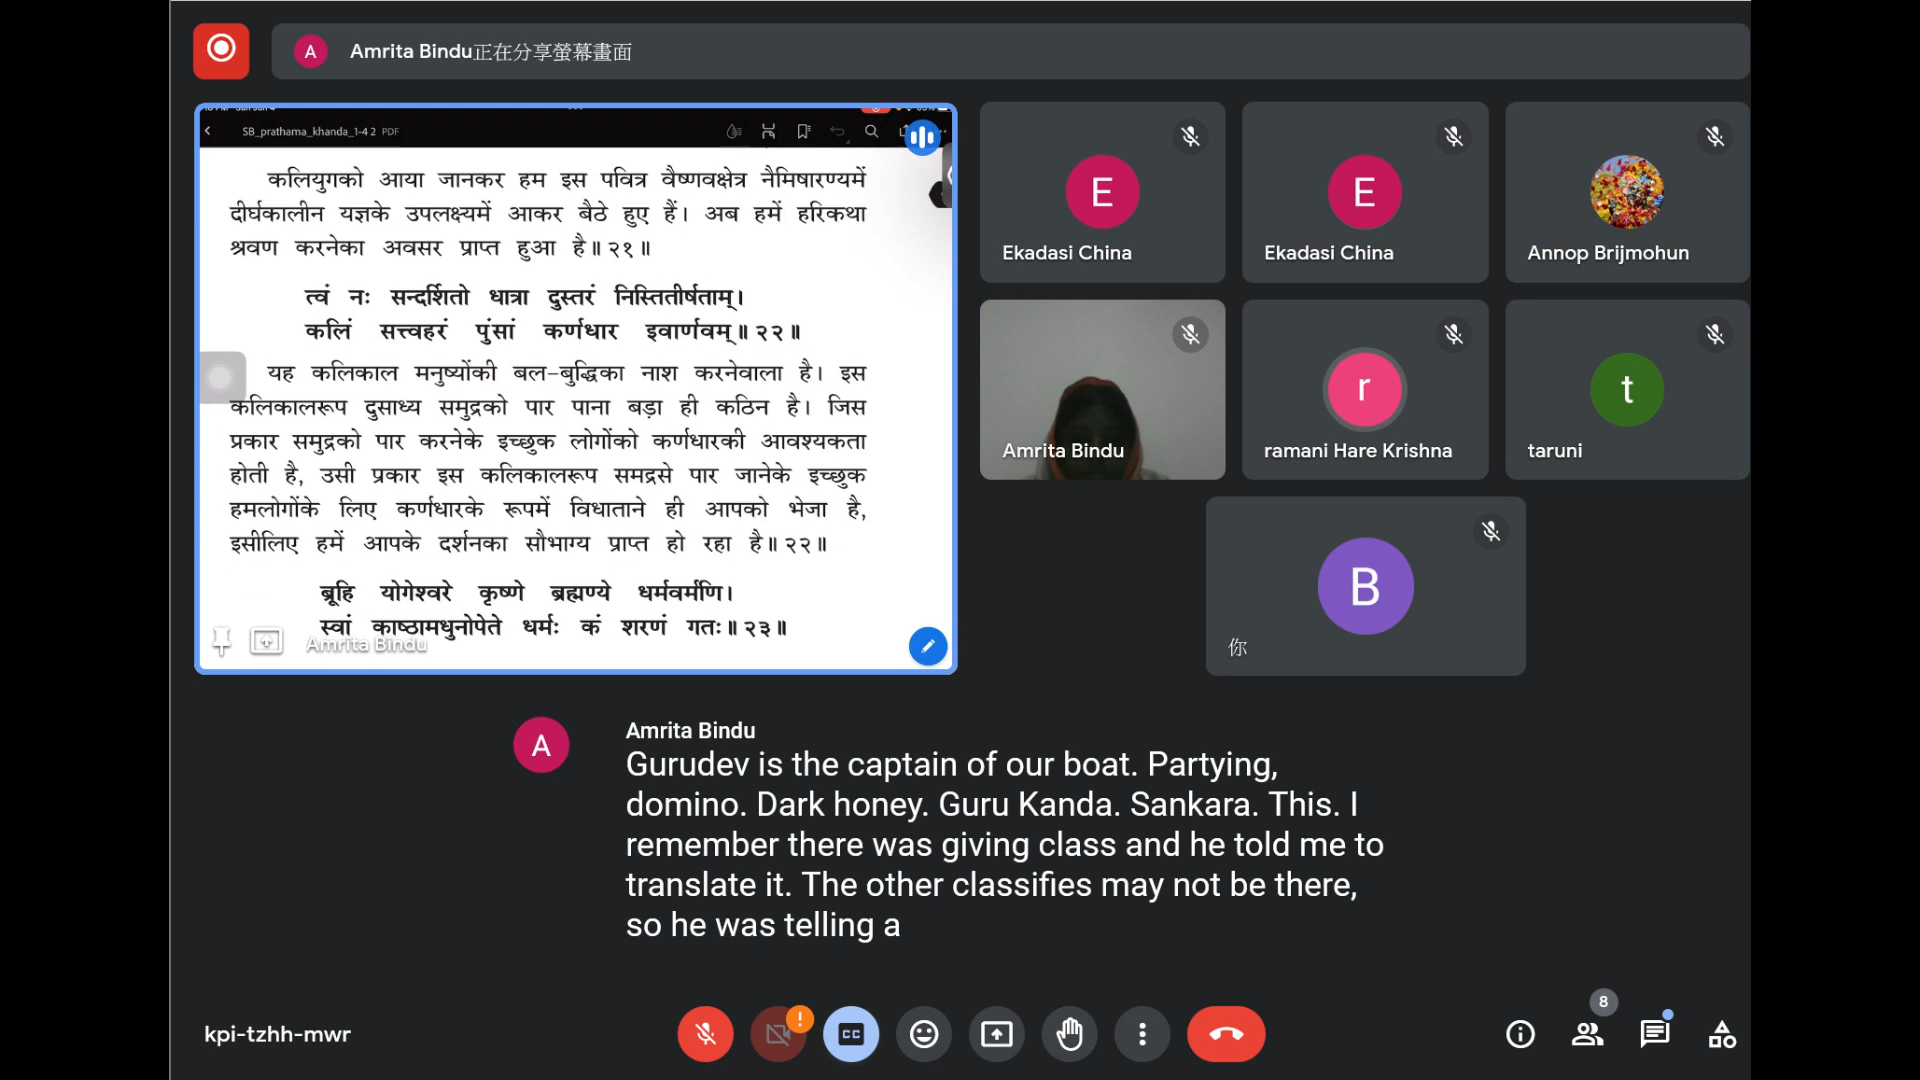 A Amrita Bindu正在分享螢幕畫面
SB_prathama_khanda_1-4 2 PDF
कलियुगको आया जानकर हम इस पवित्र वैष्णवक्षेत्र नैमिषारण्यमें
दीर्घकालीन यज्ञके उपलक्ष्यमें आकर बैठे हुए हैं। अब हमें हरिकथा
श्रवण करनेका अवसर प्राप्त हुआ है॥ २१॥
त्वं नः सन्दर्शितो धात्रा दुस्तरं निस्तितीर्षताम्।
कलिं सत्त्वहरं पुंसां कर्णधार इवार्णवम्॥ २२॥
यह कलिकाल मनुष्योंकी बल-बुद्धिका नाश करनेवाला है। इस
कलिकालरूप दुसाध्य समुद्रको पार पाना बड़ा ही कठिन है। जिस
प्रकार समुद्रको पार करनेके इच्छुक लोगोंको कर्णधारकी आवश्यकता
होती है, उसी प्रकार इस कलिकालरूप समद्रसे पार जानेके इच्छुक
हमलोगोंके लिए कर्णधारके रूपमें विधाताने ही आपको भेजा है,
इसीलिए हमें आपके दर्शनका सौभाग्य प्राप्त हो रहा है॥ २२॥
ब्रूहि योगेश्वरे कृष्णे ब्रह्मण्ये धर्मवर्मणि।
स्वां काष्ठामधुनोपेते धर्मः कं शरणं गतः॥ २३॥
Amrita Bindu
E
Ekadasi China
E
Ekadasi China
Annop Brijmohun
Amrita Bindu
r
ramani Hare Krishna
t
taruni
B
你
A
Amrita Bindu
Gurudev is the captain of our boat. Partying,
domino. Dark honey. Guru Kanda. Sankara. This. I
remember there was giving class and he told me to
translate it. The other classifies may not be there,
so he was telling a
kpi-tzhh-mwr
!
CC
8